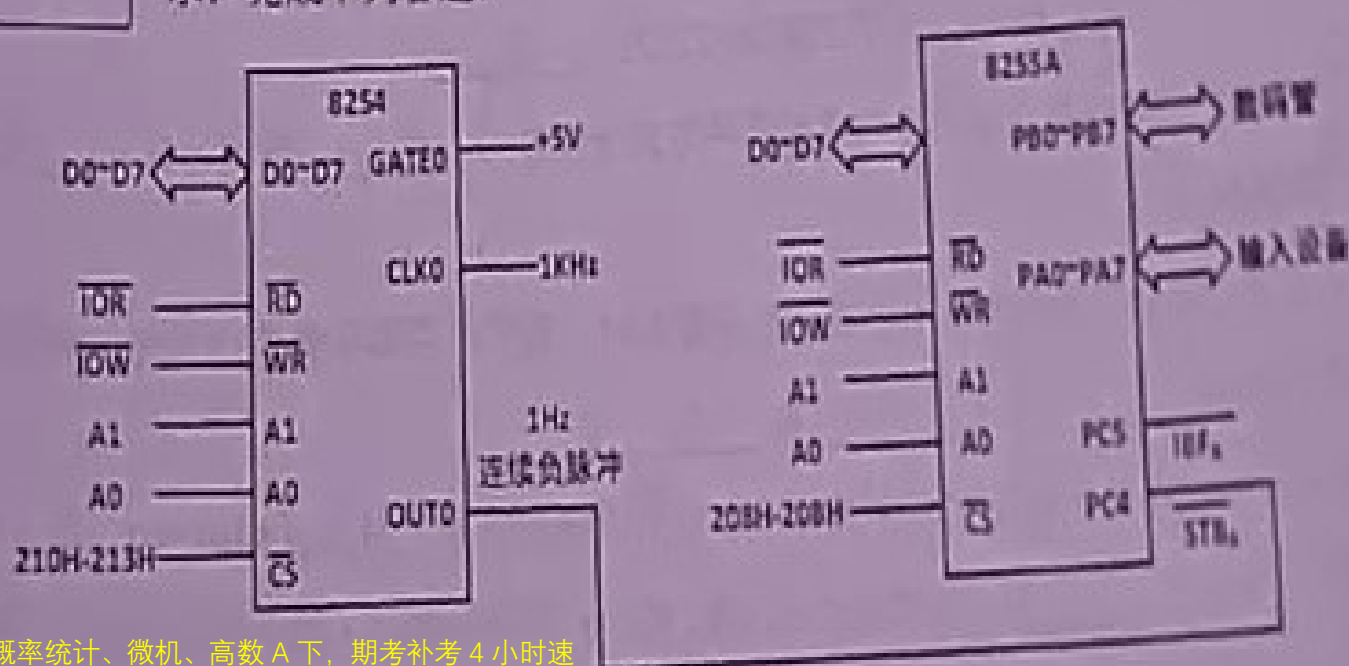 8254
D0~D7
D0~D7
GATE0
+5V
IOR
RD
CLK0
1KHz
IOW
WR
A1
A1
A0
A0
1Hz
连续负脉冲
OUT0
210H-213H
CS
8255A
D0~D7
PB0~PB7
数码管
IOR
RD
PA0~PA7
输入设备
IOW
WR
A1
A1
A0
A0
PC5
IBFA
208H-20BH
CS
PC4
STBA
概率统计、微机、高数 A 下，期考补考 4 小时速